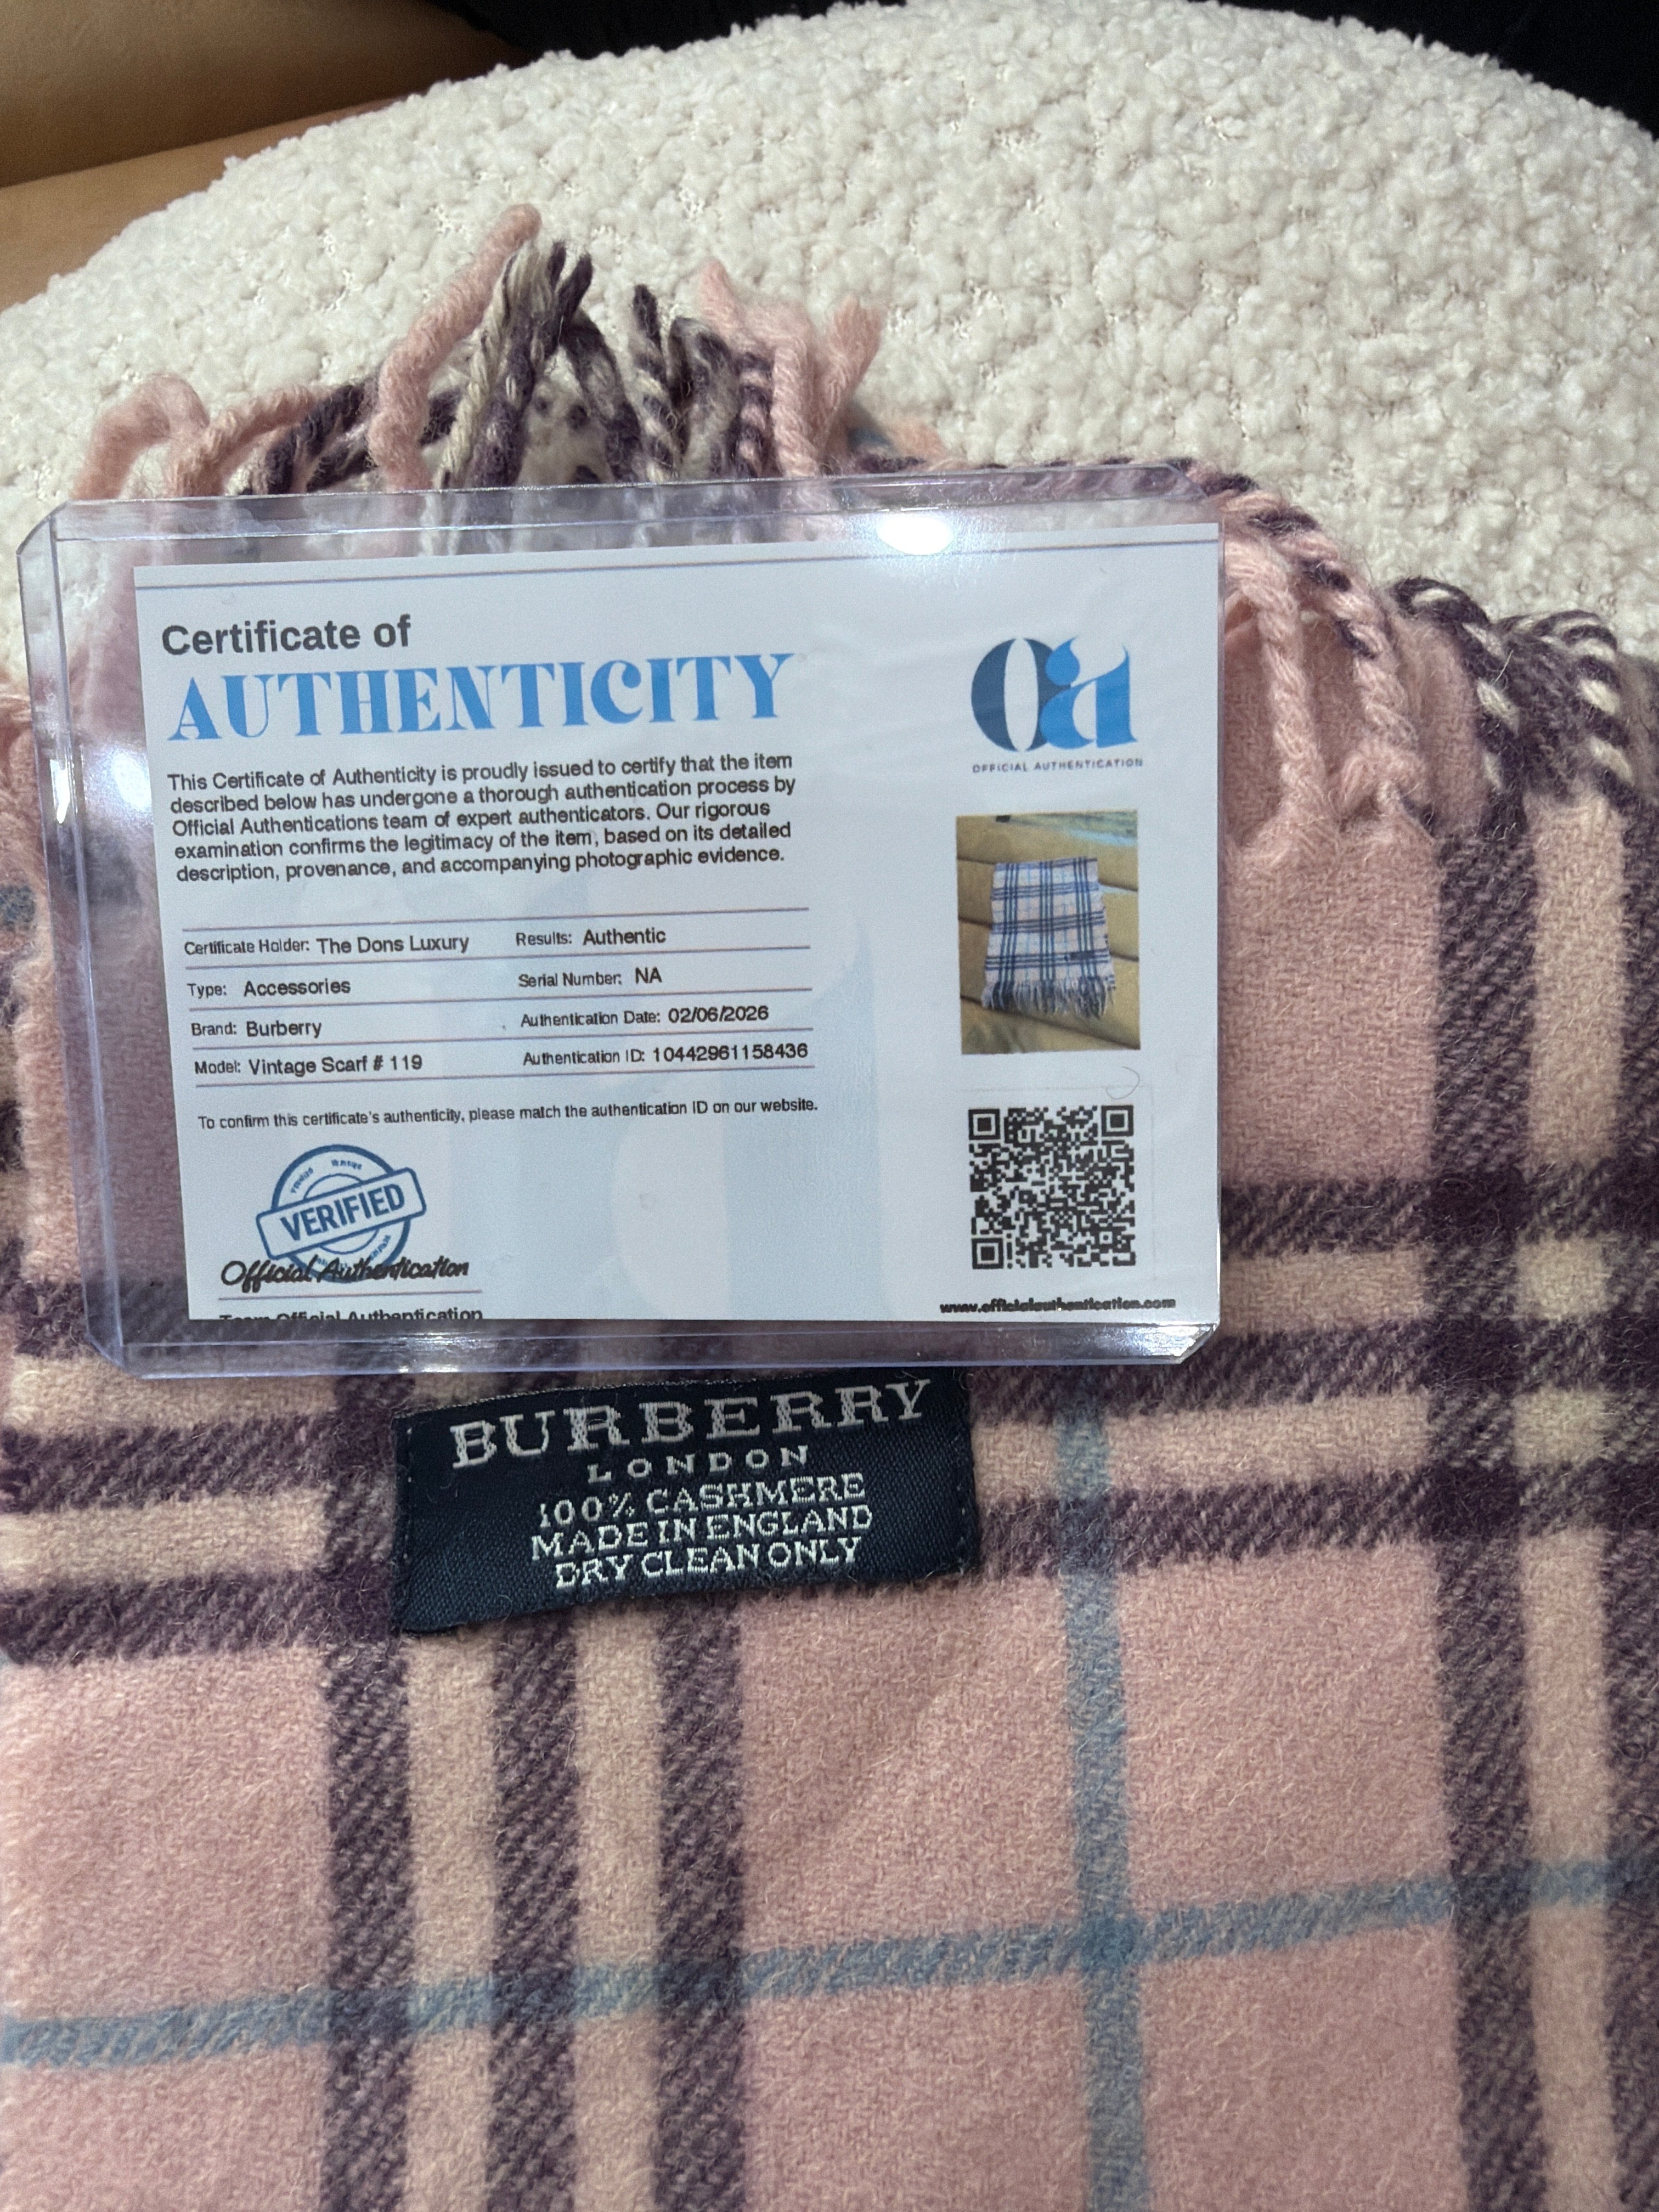 Certificate of
AUTHENTICITY
OFFICIAL AUTHENTICATION
This Certificate of Authenticity is proudly issued to certify that the item
described below has undergone a thorough authentication process by
Official Authentications team of expert authenticators. Our rigorous
examination confirms the legitimacy of the item, based on its detailed
description, provenance, and accompanying photographic evidence.
Certificate Holder: The Dons Luxury Results: Authentic
Type: Accessories Serial Number: NA
Brand: Burberry Authentication Date: 02/06/2026
Model: Vintage Scarf # 119 Authentication ID: 10442961158436
To confirm this certificate's authenticity, please match the authentication ID on our website.
VERIFIED
Official Authentication
Team Official Authentication
www.officialauthentication.com
BURBERRY
LONDON
100% CASHMERE
MADE IN ENGLAND
DRY CLEAN ONLY